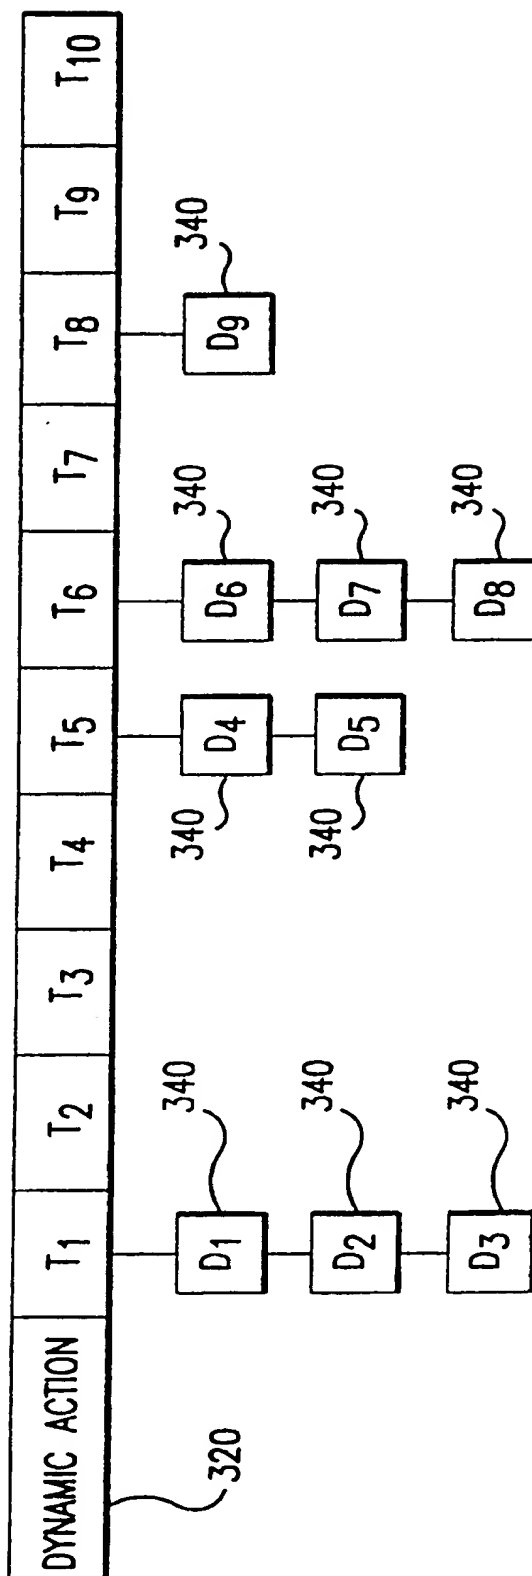 DYNAMIC ACTION T1 T2 T3 T4 T5 T6 T7 T8 T9 T10
320
D1 340
D2 340
D3 340
D4 340
D5 340
D6 340
D7 340
D8 340
D9 340